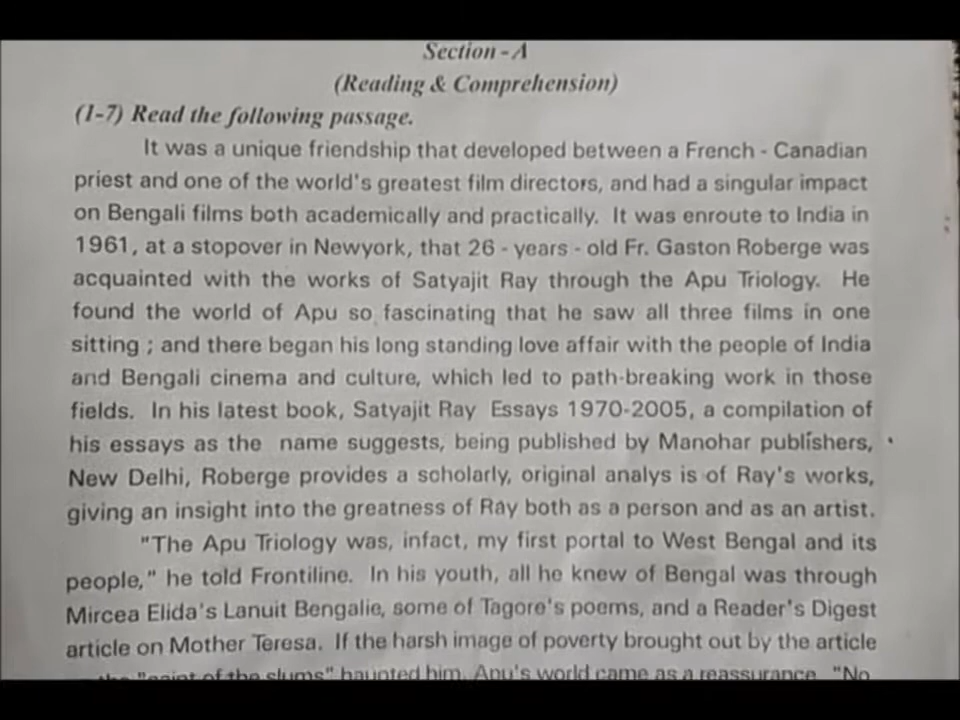 Section - A
(Reading & Comprehension)
(1-7) Read the following passage.
It was a unique friendship that developed between a French - Canadian
priest and one of the world's greatest film directors, and had a singular impact
on Bengali films both academically and practically. It was enroute to India in
1961, at a stopover in Newyork, that 26 - years - old Fr. Gaston Roberge was
acquainted with the works of Satyajit Ray through the Apu Triology. He
found the world of Apu so fascinating that he saw all three films in one
sitting ; and there began his long standing love affair with the people of India
and Bengali cinema and culture, which led to path-breaking work in those
fields. In his latest book, Satyajit Ray Essays 1970-2005, a compilation of
his essays as the name suggests, being published by Manohar publishers,
New Delhi, Roberge provides a scholarly, original analys is of Ray's works,
giving an insight into the greatness of Ray both as a person and as an artist.
"The Apu Triology was, infact, my first portal to West Bengal and its
people," he told Frontiline. In his youth, all he knew of Bengal was through
Mircea Elida's Lanuit Bengalie, some of Tagore's poems, and a Reader's Digest
article on Mother Teresa. If the harsh image of poverty brought out by the article
"saint of the slums" haunted him, Apu's world came as a reassurance. "No